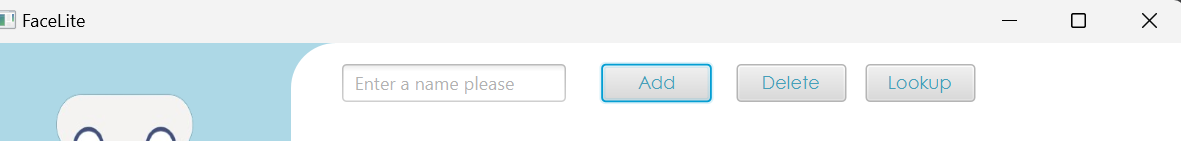 FaceLite
Enter a name please
Add
Delete
Lookup